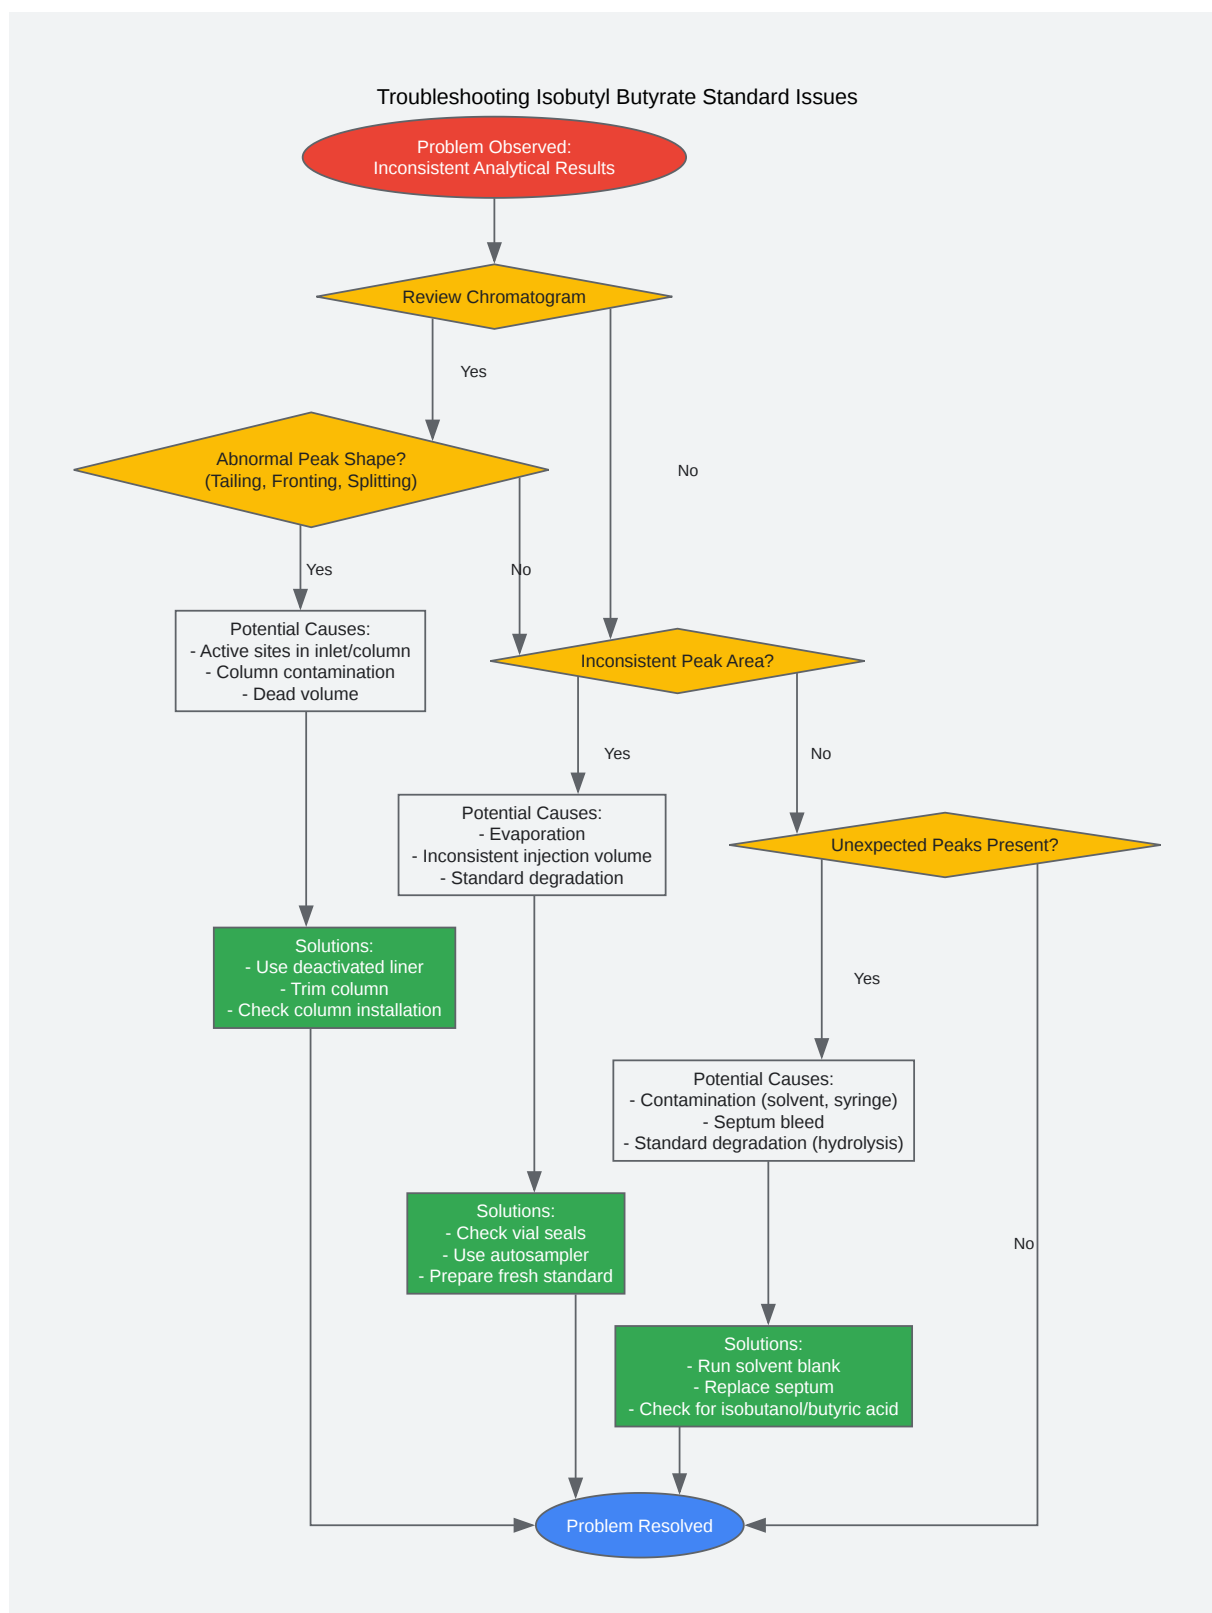 Troubleshooting Isobutyl Butyrate Standard Issues
Problem Observed:
Inconsistent Analytical Results
Review Chromatogram
Yes
No
Abnormal Peak Shape?
(Tailing, Fronting, Splitting)
Yes
No
Potential Causes:
- Active sites in inlet/column
- Column contamination
- Dead volume
Inconsistent Peak Area?
Yes
No
Potential Causes:
- Evaporation
- Inconsistent injection volume
- Standard degradation
Unexpected Peaks Present?
Solutions:
- Use deactivated liner
- Trim column
- Check column installation
Yes
Potential Causes:
- Contamination (solvent, syringe)
- Septum bleed
- Standard degradation (hydrolysis)
Solutions:
- Check vial seals
- Use autosampler
- Prepare fresh standard
No
Solutions:
- Run solvent blank
- Replace septum
- Check for isobutanol/butyric acid
Problem Resolved